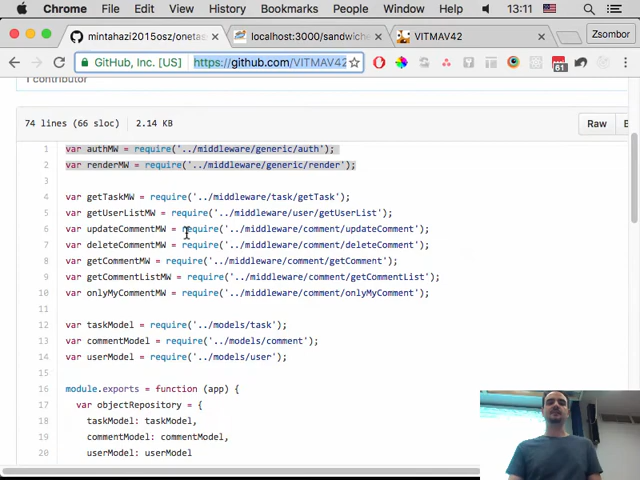 Chrome File Edit View History Bookmarks People Window Help 13:11
mintahazi2015osz/onetas
localhost:3000/sandwiche
VITMAV42
Zsombor
GitHub, Inc. [US] https://github.com/VITMAV42
61
1 contributor
74 lines (66 sloc) 2.14 KB
Raw B
1 var authMW = require('../middleware/generic/auth');
2 var renderMW = require('../middleware/generic/render');
3
4 var getTaskMW = require('../middleware/task/getTask');
5 var getUserListMW = require('../middleware/user/getUserList');
6 var updateCommentMW = require('../middleware/comment/updateComment');
7 var deleteCommentMW = require('../middleware/comment/deleteComment');
8 var getCommentMW = require('../middleware/comment/getComment');
9 var getCommentListMW = require('../middleware/comment/getCommentList');
10 var onlyMyCommentMW = require('../middleware/comment/onlyMyComment');
11
12 var taskModel = require('../models/task');
13 var commentModel = require('../models/comment');
14 var userModel = require('../models/user');
15
16 module.exports = function (app) {
17 var objectRepository = {
18 taskModel: taskModel,
19 commentModel: commentModel,
20 userModel: userModel